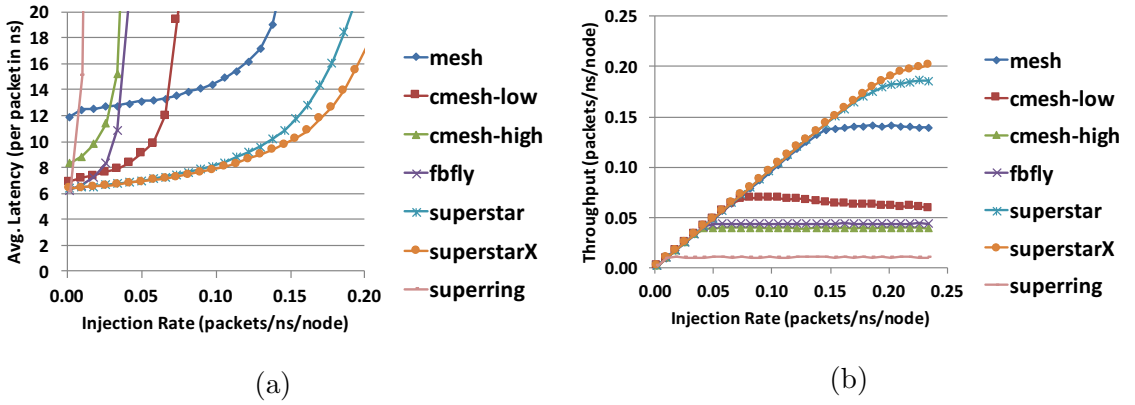 Avg. Latency (per packet in ns)
20
18
16
14
12
10
8
6
4
2
0
0.00 0.05 0.10 0.15 0.20
Injection Rate (packets/ns/node)
mesh
cmesh-low
cmesh-high
fbfly
superstar
superstarX
superring
(a)
Throughput (packets/ns/node)
0.25
0.20
0.15
0.10
0.05
0.00
0.00 0.05 0.10 0.15 0.20 0.25
Injection Rate (packets/ns/node)
mesh
cmesh-low
cmesh-high
fbfly
superstar
superstarX
superring
(b)